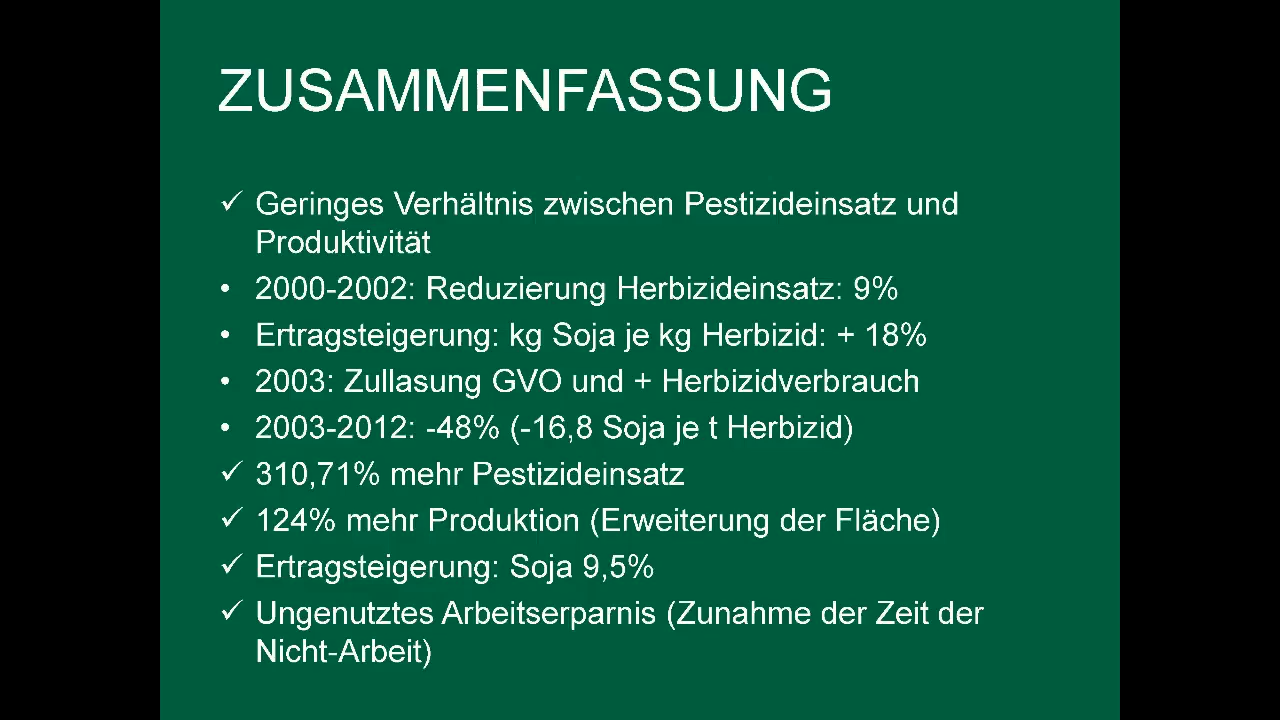 ZUSAMMENFASSUNG
✓ Geringes Verhältnis zwischen Pestizideinsatz und
Produktivität
• 2000-2002: Reduzierung Herbizideinsatz: 9%
• Ertragsteigerung: kg Soja je kg Herbizid: + 18%
• 2003: Zullasung GVO und + Herbizidverbrauch
• 2003-2012: -48% (-16,8 Soja je t Herbizid)
✓ 310,71% mehr Pestizideinsatz
✓ 124% mehr Produktion (Erweiterung der Fläche)
✓ Ertragsteigerung: Soja 9,5%
✓ Ungenutztes Arbeitserparnis (Zunahme der Zeit der
Nicht-Arbeit)